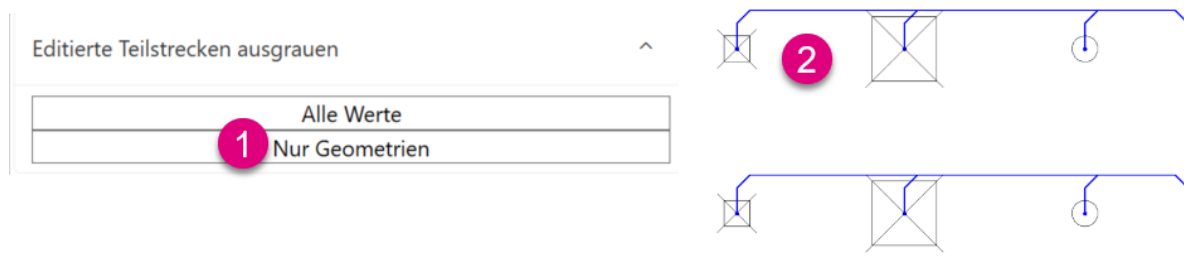 Editierte Teilstrecken ausgrauen
Alle Werte
1
Nur Geometrien
2